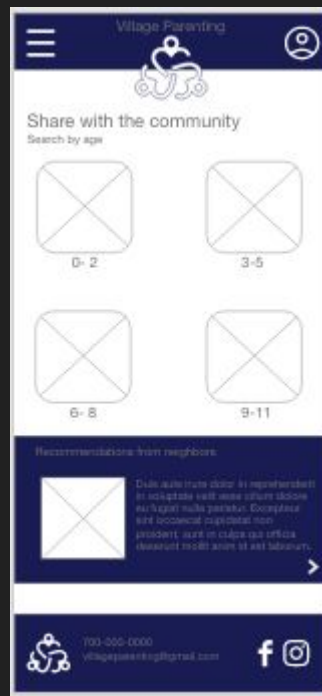 Village Parenting
Share with the community
Search by age
0- 2
3-5
6- 8
9-11
Recommendations from neighbors
Duis aute irure dolor in reprehenderit
in voluptate velit esse cillum dolore
eu fugiat nulla pariatur. Excepteur
sint occaecat cupidatat non
proident, sunt in culpa qui officia
deserunt mollit anim id est laborum.
700-000-0000
villageparenting@gmail.com